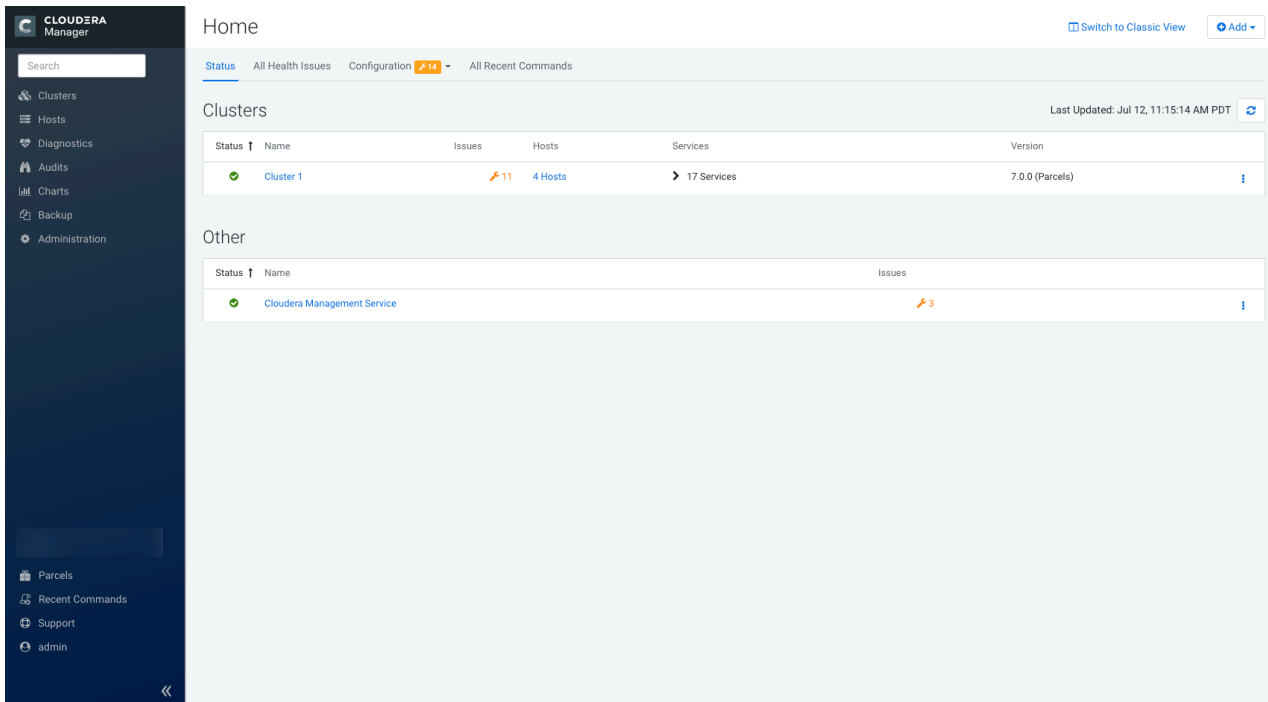 CLOUDERA
Manager
Search
Clusters
Hosts
Diagnostics
Audits
Charts
Backup
Administration
Parcels
Recent Commands
Support
admin
Home
Switch to Classic View
Add
Status All Health Issues Configuration 14 All Recent Commands
Clusters
Last Updated: Jul 12, 11:15:14 AM PDT
Status Name Issues Hosts Services Version
Cluster 1 11 4 Hosts 17 Services 7.0.0 (Parcels)
Other
Status Name Issues
Cloudera Management Service 3